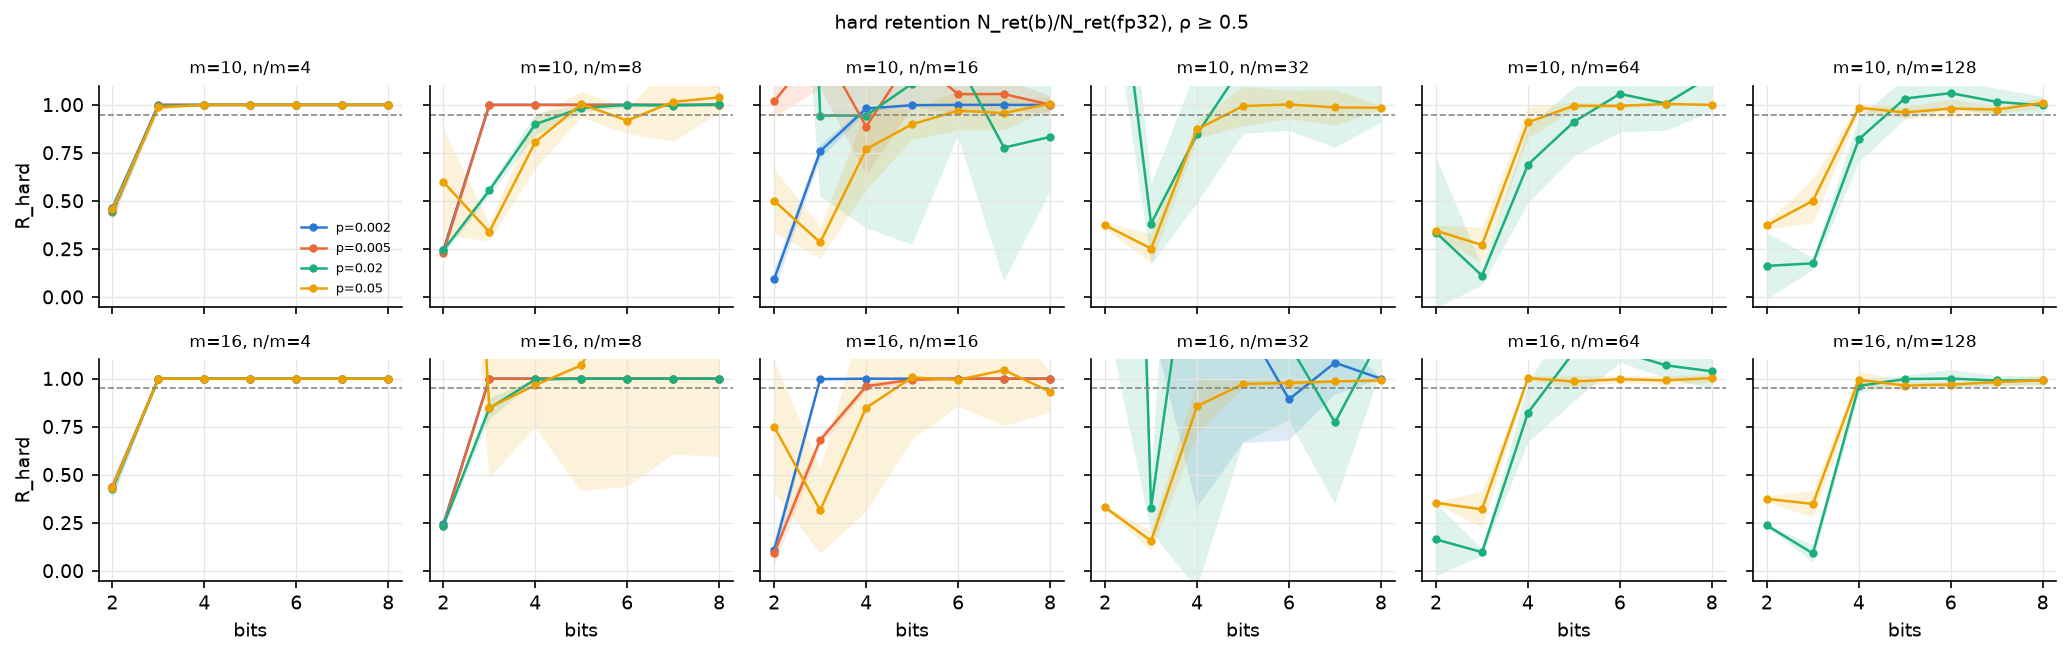 hard retention N_ret(b)/N_ret(fp32), ρ ≥ 0.5
m=10, n/m=4
m=10, n/m=8
m=10, n/m=16
m=10, n/m=32
m=10, n/m=64
m=10, n/m=128
1.00
0.75
0.50
0.25
0.00
R_hard
p=0.002
p=0.005
p=0.02
p=0.05
m=16, n/m=4
m=16, n/m=8
m=16, n/m=16
m=16, n/m=32
m=16, n/m=64
m=16, n/m=128
1.00
0.75
0.50
0.25
0.00
R_hard
2 4 6 8
2 4 6 8
2 4 6 8
2 4 6 8
2 4 6 8
2 4 6 8
bits
bits
bits
bits
bits
bits